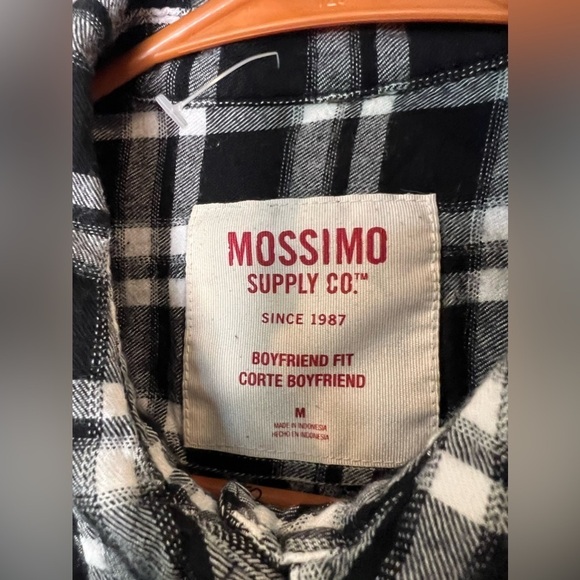 MOSSIMO
SUPPLY CO.™
SINCE 1987
BOYFRIEND FIT
CORTE BOYFRIEND
M
MADE IN INDONESIA
HECHO EN INDONESIA